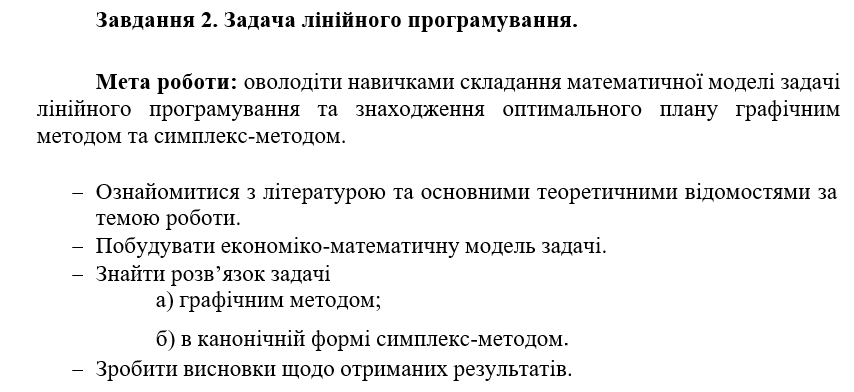 Завдання 2. Задача лінійного програмування.
Мета роботи: оволодіти навичками складання математичної моделі задачі
лінійного програмування та знаходження оптимального плану графічним
методом та симплекс-методом.
– Ознайомитися з літературою та основними теоретичними відомостями за
темою роботи.
– Побудувати економіко-математичну модель задачі.
– Знайти розв’язок задачі
а) графічним методом;
б) в канонічній формі симплекс-методом.
– Зробити висновки щодо отриманих результатів.